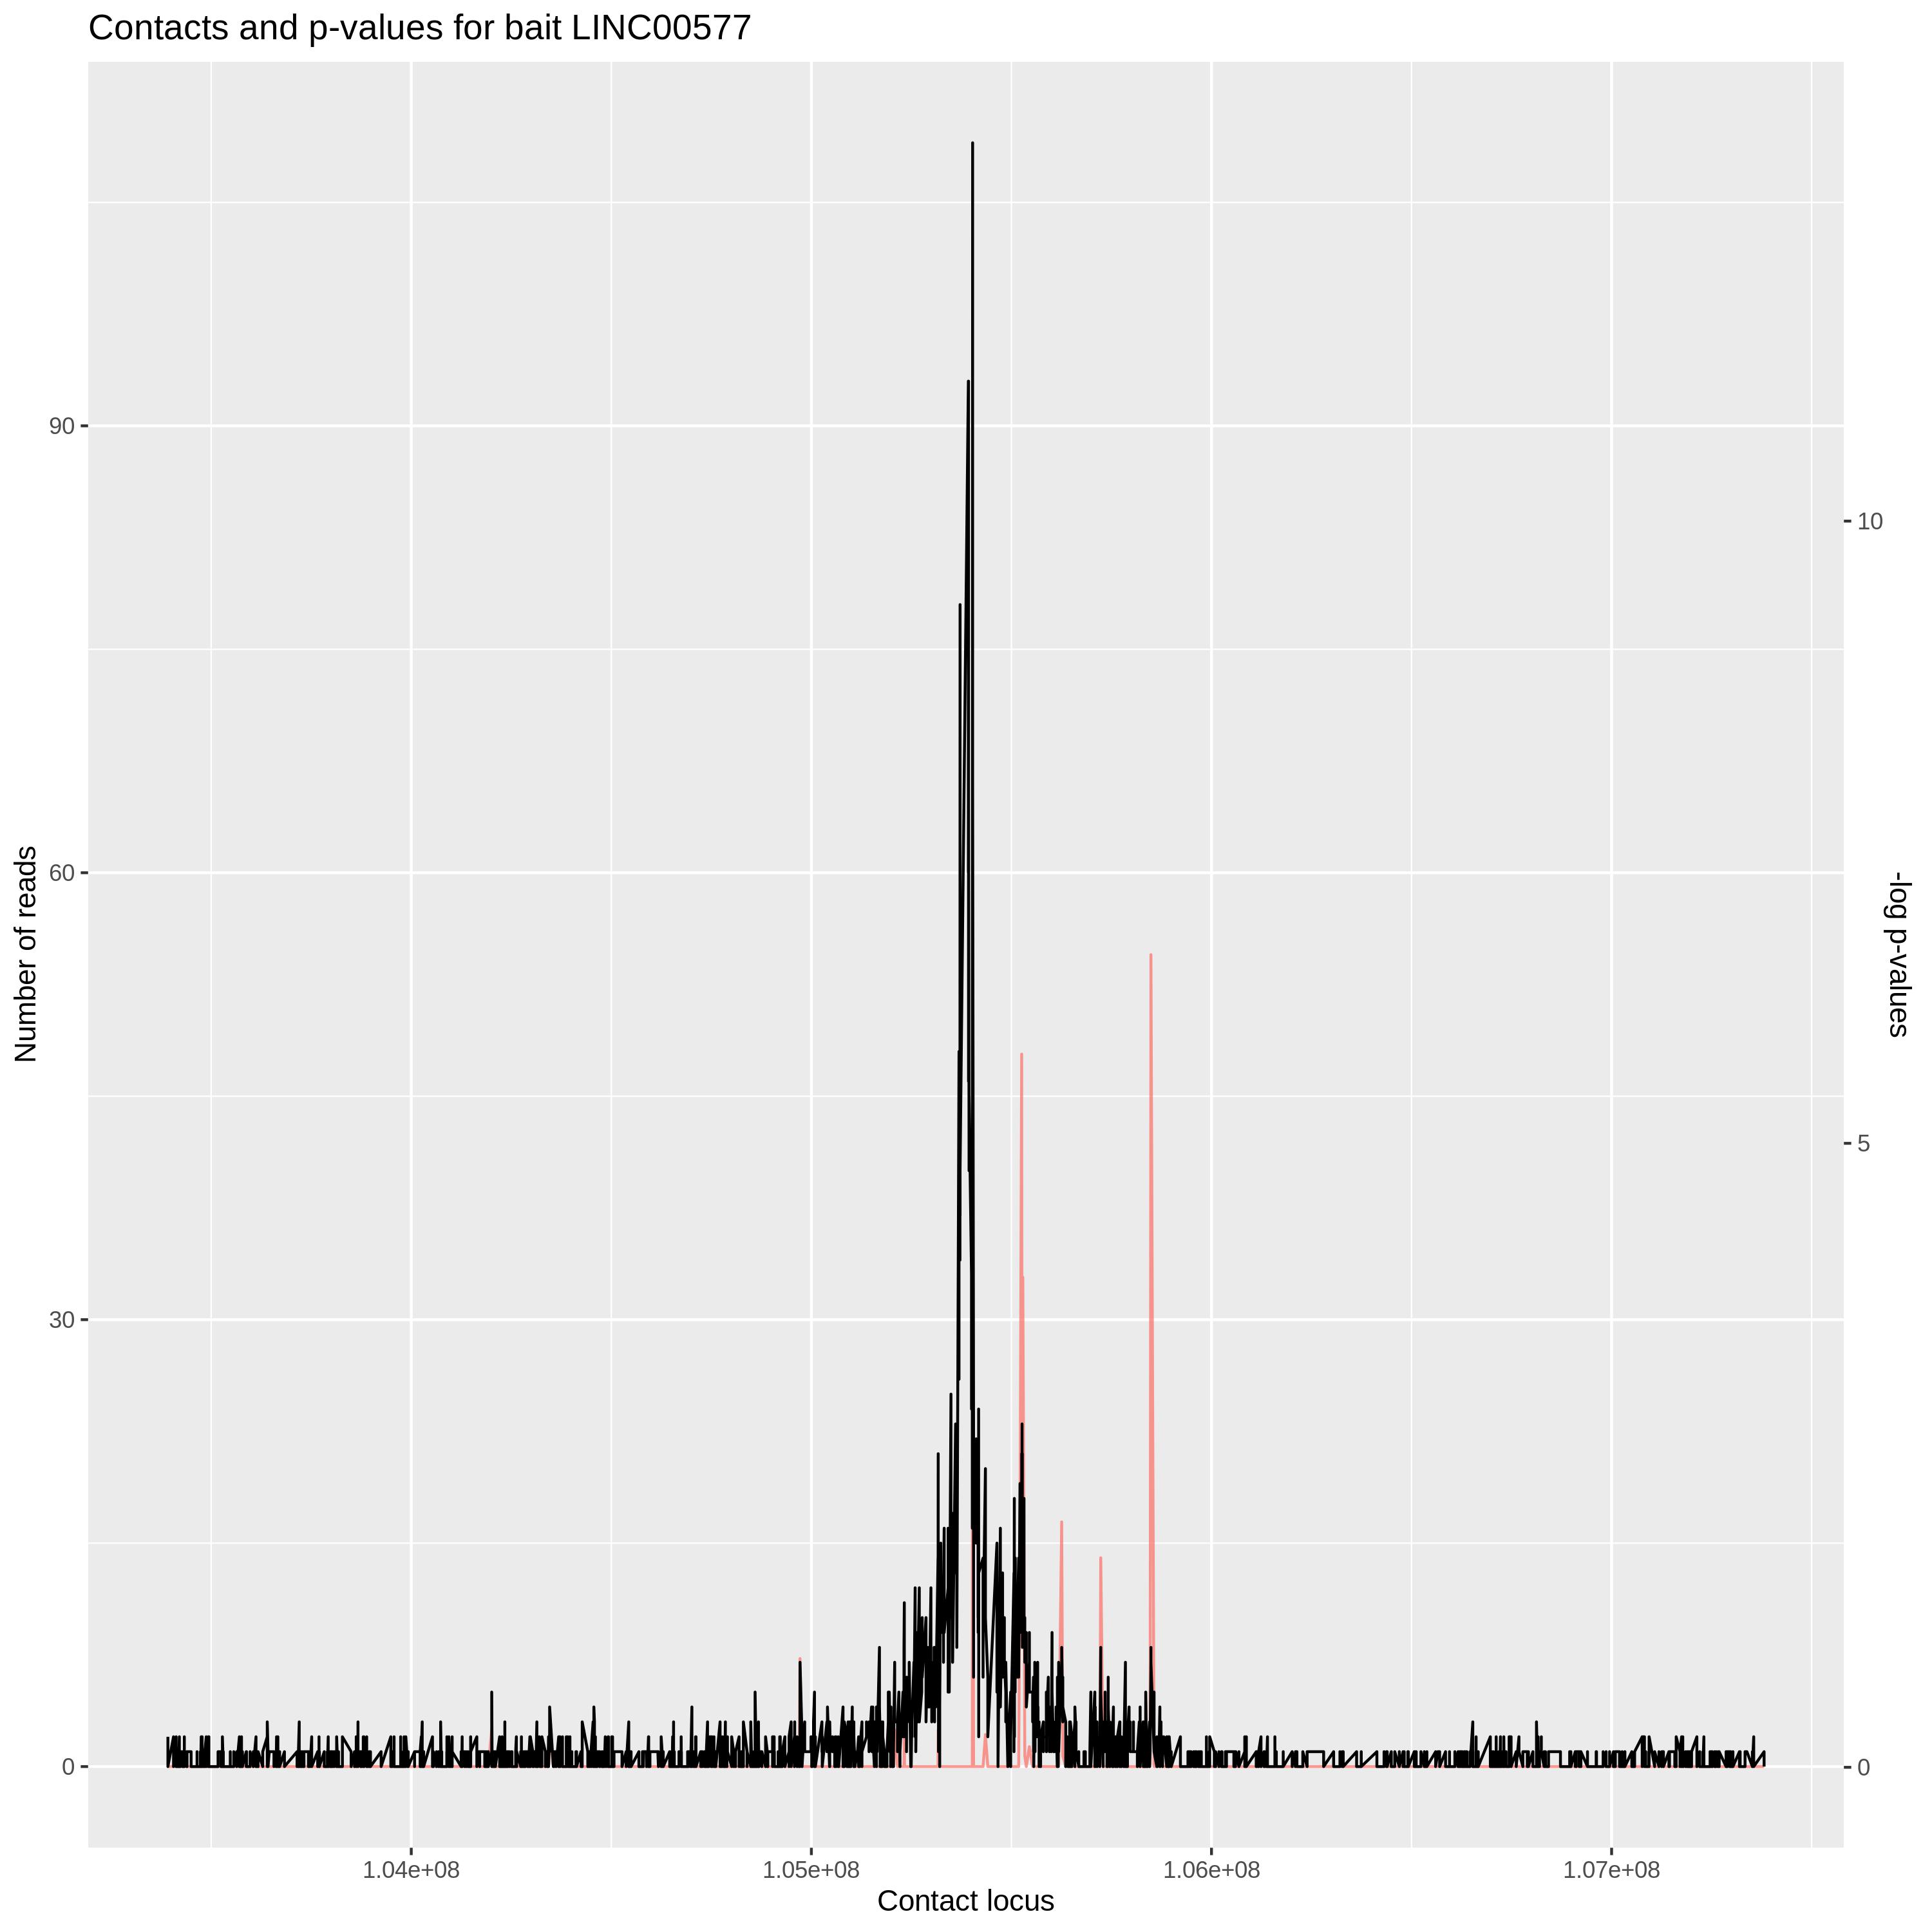 Contacts and p-values for bait LINC00577
90
60
30
0
Number of reads
10
5
0
-log p-values
1.04e+08
1.05e+08
1.06e+08
1.07e+08
Contact locus